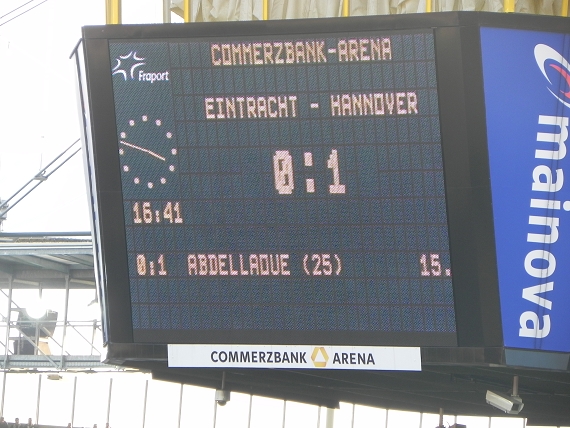 COMMERZBANK-ARENA
Fraport
EINTRACHT - HANNOVER
0:1
16:41
0:1 ABDELLAOUE (25) 15.
COMMERZBANK ARENA
mainova